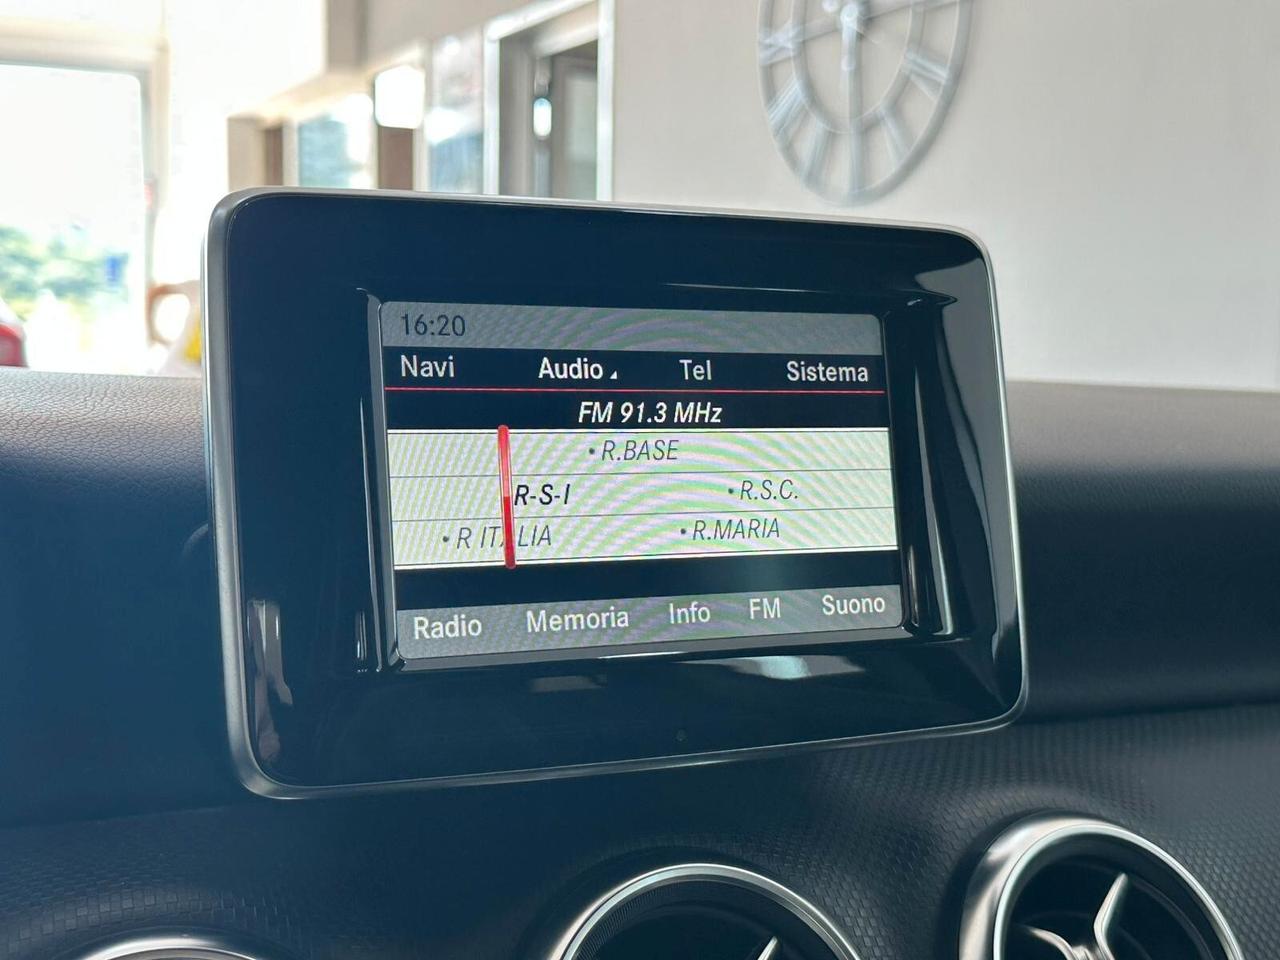 16:20
Navi Audio Tel Sistema
FM 91.3 MHz
• R.BASE
R-S-I • R.S.C.
• R ITALIA • R.MARIA
Radio Memoria Info FM Suono